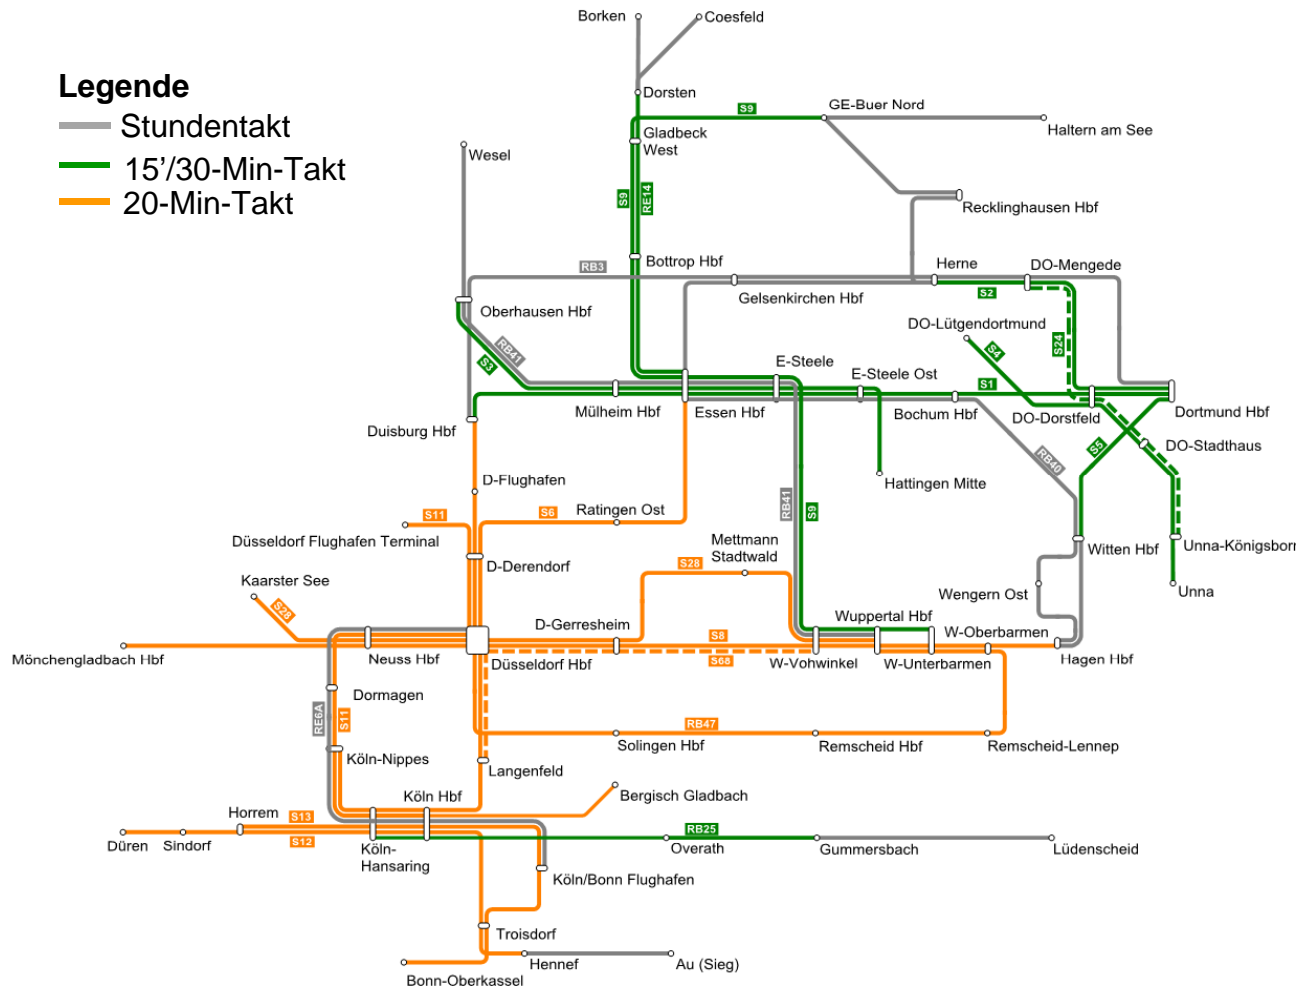 Borken
Coesfeld
Legende
Stundentakt
15’/30-Min-Takt
20-Min-Takt
Dorsten
S9
GE-Buer Nord
Haltern am See
Gladbeck
West
Wesel
S9
RE14
Recklinghausen Hbf
RB3
Bottrop Hbf
Herne
DO-Mengede
Gelsenkirchen Hbf
S2
Oberhausen Hbf
DO-Lütgendortmund
S24
RB41
S3
S4
E-Steele
E-Steele Ost
S1
Mülheim Hbf
Essen Hbf
Bochum Hbf
DO-Dorstfeld
Dortmund Hbf
Duisburg Hbf
DO-Stadthaus
S5
RB40
D-Flughafen
Hattingen Mitte
RB41
S9
S11
S6
Ratingen Ost
Düsseldorf Flughafen Terminal
Mettmann
Stadtwald
Witten Hbf
Unna-Königsborn
D-Derendorf
S28
Kaarster See
Wengern Ost
Unna
S28
D-Gerresheim
Wuppertal Hbf
S8
W-Oberbarmen
Mönchengladbach Hbf
Neuss Hbf
Düsseldorf Hbf
S68
W-Vohwinkel
W-Unterbarmen
Hagen Hbf
Dormagen
RE6A
S11
RB47
Solingen Hbf
Remscheid Hbf
Remscheid-Lennep
Köln-Nippes
Langenfeld
Köln Hbf
Bergisch Gladbach
Horrem
S13
RB25
Düren
Sindorf
S12
Köln-
Hansaring
Overath
Gummersbach
Lüdenscheid
Köln/Bonn Flughafen
Troisdorf
Hennef
Au (Sieg)
Bonn-Oberkassel